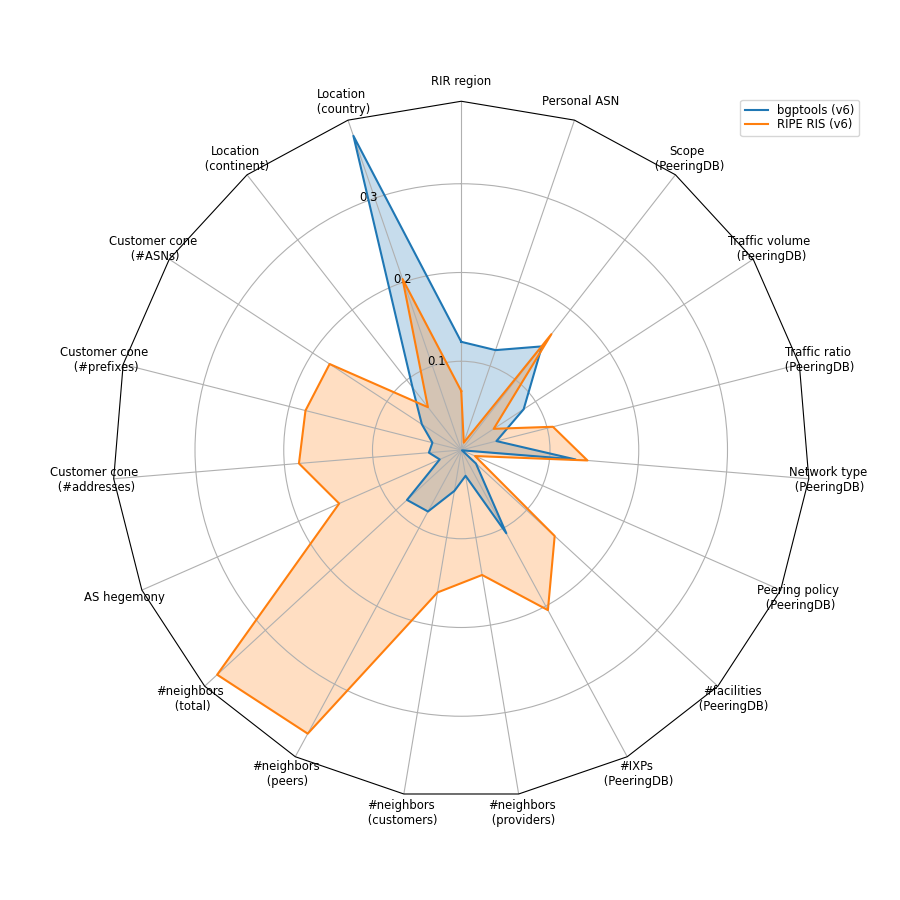 RIR region
Personal ASN
Location
(country)
bgptools (v6)
RIPE RIS (v6)
Location
(continent)
Scope
(PeeringDB)
0.3
Customer cone
(#ASNs)
Traffic volume
(PeeringDB)
0.2
Customer cone
(#prefixes)
0.1
Traffic ratio
(PeeringDB)
Customer cone
(#addresses)
Network type
(PeeringDB)
AS hegemony
Peering policy
(PeeringDB)
#neighbors
(total)
#facilities
(PeeringDB)
#neighbors
(peers)
#IXPs
(PeeringDB)
#neighbors
(customers)
#neighbors
(providers)